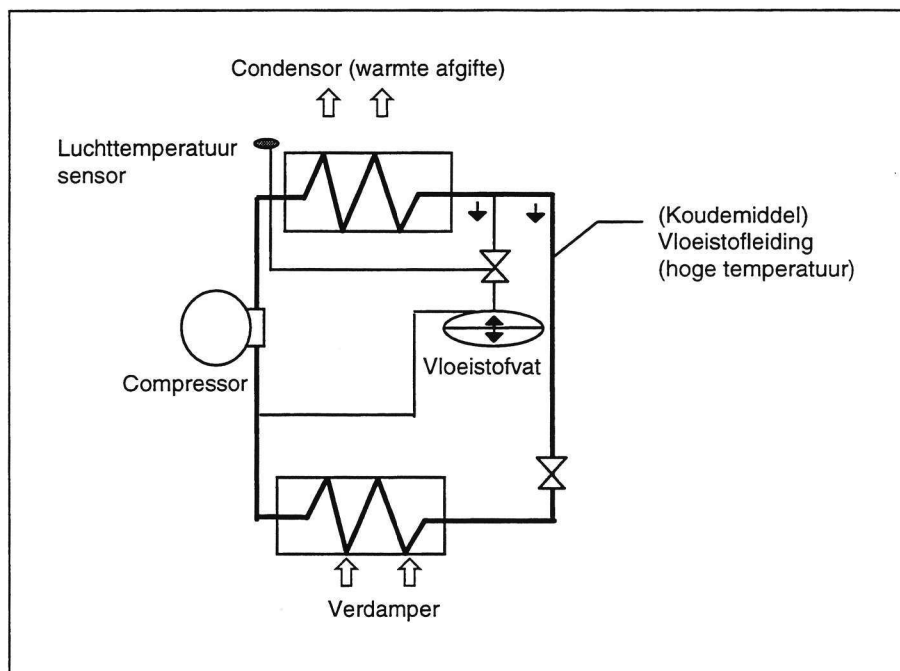 Condensor (warmte afgifte)
Luchttemperatuur
sensor
(Koudemiddel)
Vloeistofleiding
(hoge temperatuur)
Vloeistofvat
Compressor
Verdamper